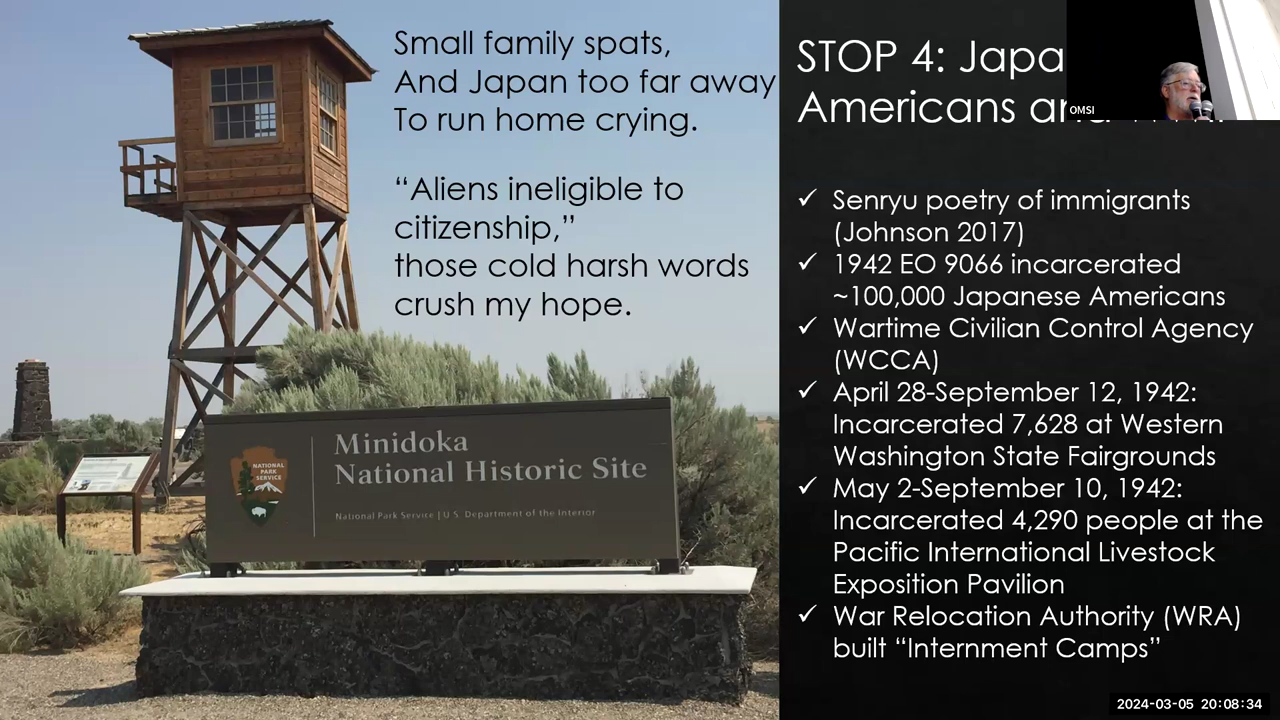 Small family spats,
And Japan too far away
To run home crying.
“Aliens ineligible to
citizenship,”
those cold harsh words
crush my hope.
NATIONAL
PARK
SERVICE
Minidoka
National Historic Site
National Park Service | U.S. Department of the Interior
STOP 4: Japa
Americans
OMSI
✓ Senryu poetry of immigrants
(Johnson 2017)
✓ 1942 EO 9066 incarcerated
~100,000 Japanese Americans
✓ Wartime Civilian Control Agency
(WCCA)
✓ April 28-September 12, 1942:
Incarcerated 7,628 at Western
Washington State Fairgrounds
✓ May 2-September 10, 1942:
Incarcerated 4,290 people at the
Pacific International Livestock
Exposition Pavilion
✓ War Relocation Authority (WRA)
built “Internment Camps”
2024-03-05 20:08:34